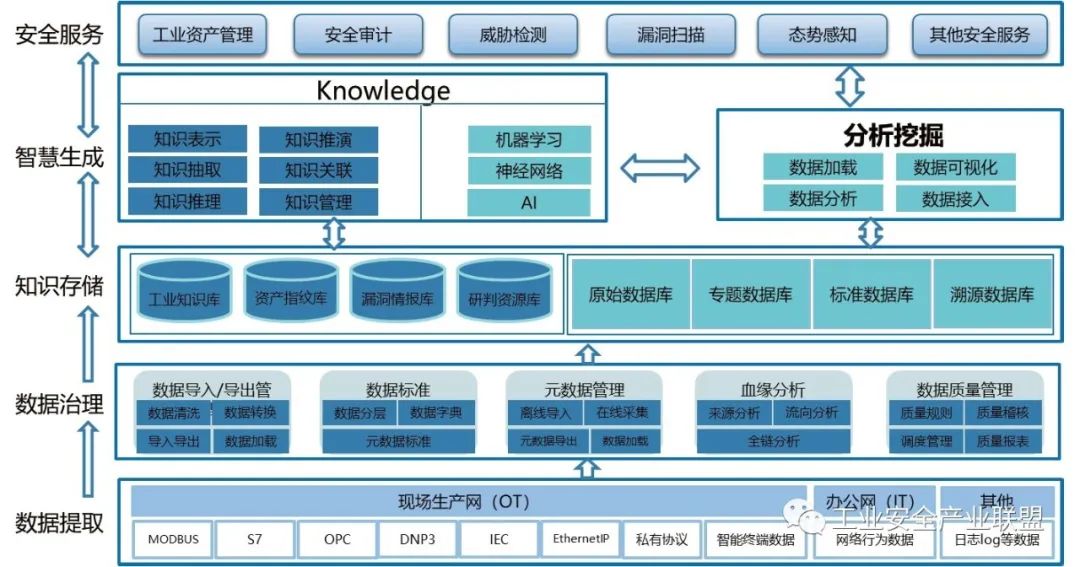 安全服务
工业资产管理
安全审计
威胁检测
漏洞扫描
态势感知
其他安全服务
智慧生成
Knowledge
知识表示
知识推演
知识抽取
知识关联
知识推理
知识管理
机器学习
神经网络
AI
分析挖掘
数据加载
数据可视化
数据分析
数据接入
知识存储
工业知识库
资产指纹库
漏洞情报库
研判资源库
原始数据库
专题数据库
标准数据库
溯源数据库
数据治理
数据导入/导出管
数据清洗
数据转换
导入导出
数据加载
数据标准
数据分层
数据字典
元数据标准
元数据管理
离线导入
在线采集
元数据导出
数据加载
血缘分析
来源分析
流向分析
全链分析
数据质量管理
质量规则
质量稽核
调度管理
质量报表
数据提取
现场生产网（OT）
办公网（IT）
其他
MODBUS
S7
OPC
DNP3
IEC
EthernetIP
私有协议
智能终端数据
网络行为数据
日志log等数据
工业安全产业联盟